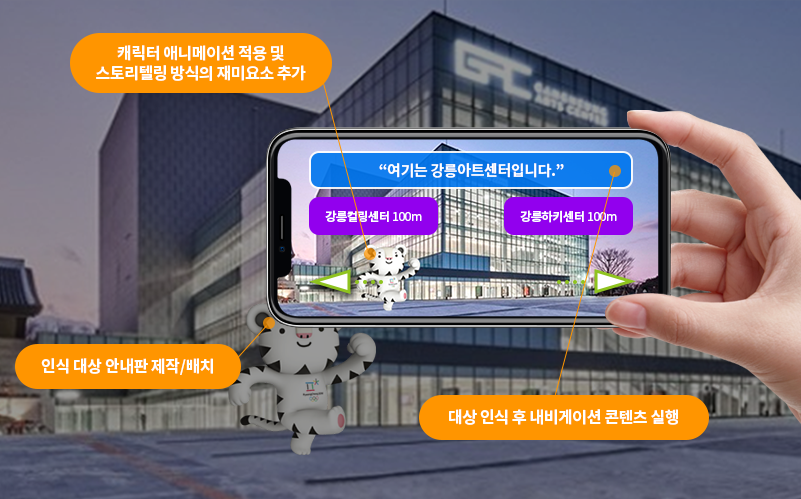 캐릭터 애니메이션 적용 및
스토리텔링 방식의 재미요소 추가
GAC
GANGNEUNG
ARTS CENTER
“여기는 강릉아트센터입니다.”
강릉컬링센터 100m
강릉하키센터 100m
인식 대상 안내판 제작/배치
대상 인식 후 내비게이션 콘텐츠 실행